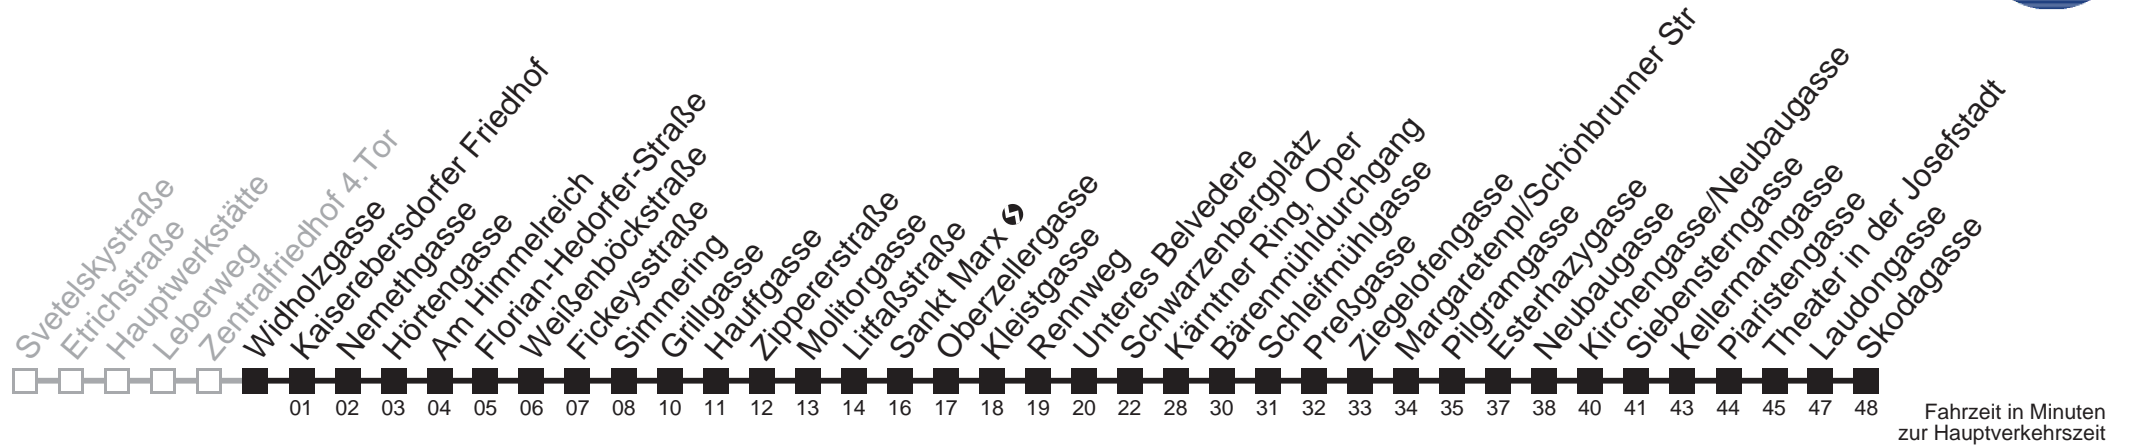 Svetelskystraße
Etrichstraße
Hauptwerkstätte
Leberweg
Zentralfriedhof 4.Tor
Widholzgasse
Kaiserebersdorfer Friedhof
Nemethgasse
Hörtengasse
Am Himmelreich
Florian-Hedorfer-Straße
Weißenböckstraße
Fickeysstraße
Simmering
Grillgasse
Hauffgasse
Zippererstraße
Molitorgasse
Litfaßstraße
Sankt Marx
Oberzellergasse
Kleistgasse
Rennweg
Unteres Belvedere
Schwarzenbergplatz
Kärntner Ring, Oper
Bärenmühldurchgang
Schleifmühlgasse
Preßgasse
Ziegelofengasse
Margaretenpl/Schönbrunner Str
Pilgramgasse
Esterhazygasse
Neubaugasse
Kirchengasse/Neubaugasse
Siebensterngasse
Kellermanngasse
Piaristengasse
Theater in der Josefstadt
Laudongasse
Skodagasse
01 02 03 04 05 06 07 08 10 11 12 13 14 16 17 18 19 20 22 28 30 31 32 33 34 35 37 38 40 41 43 44 45 47 48
Fahrzeit in Minuten
zur Hauptverkehrszeit